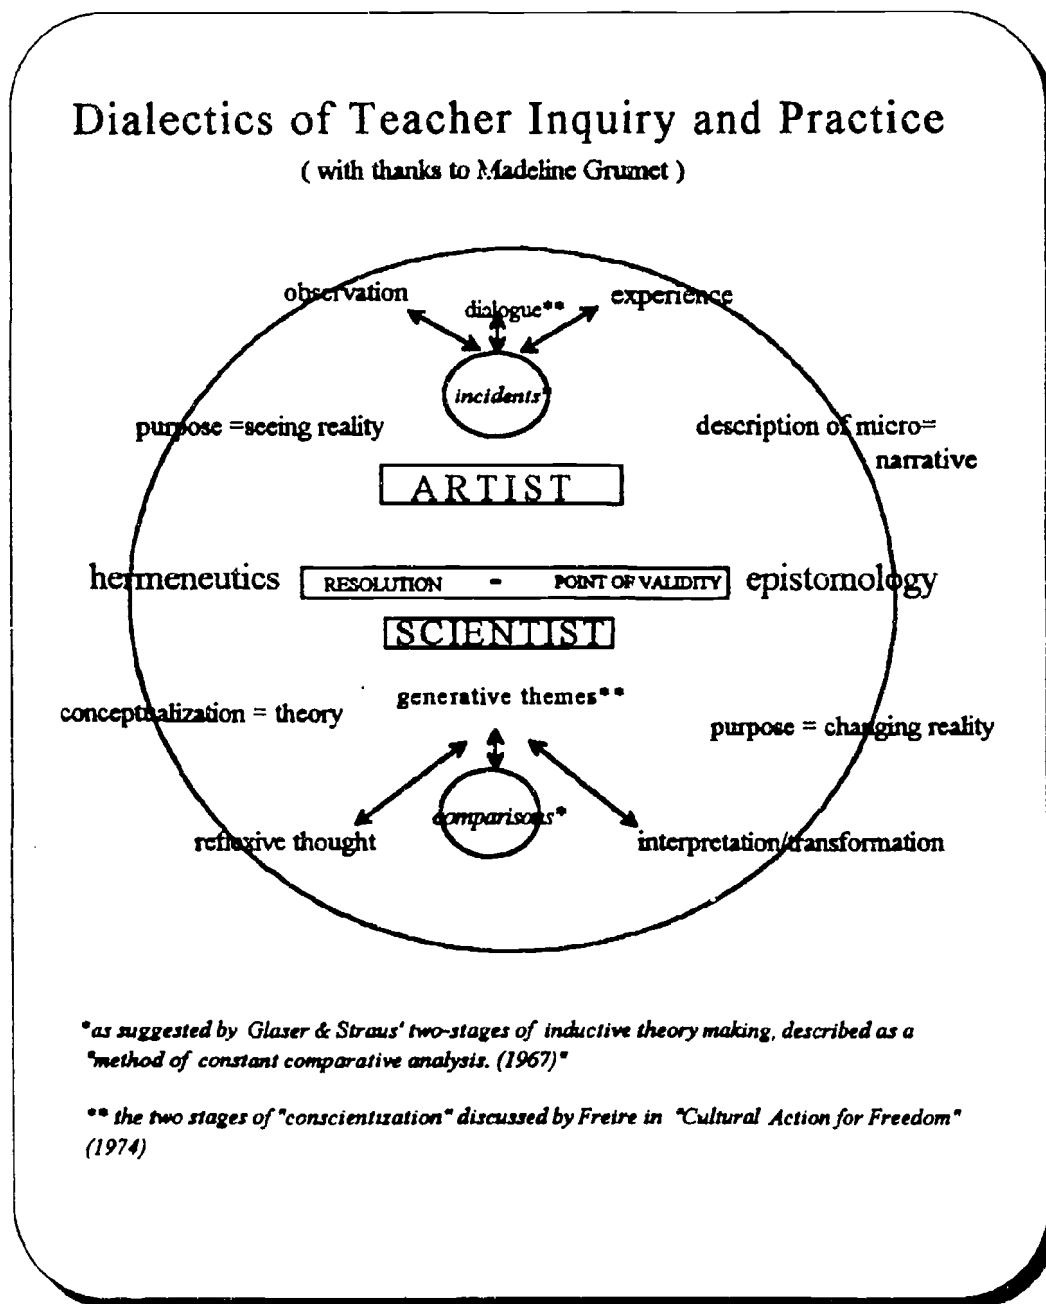 Dialectics of Teacher Inquiry and Practice
( with thanks to Madeline Grumet )
observation
dialogue**
experience
incidents*
purpose =seeing reality
description of micro=
narrative
ARTIST
hermeneutics
RESOLUTION - POINT OF VALIDITY
epistomology
SCIENTIST
generative themes**
conceptualization = theory
purpose = changing reality
comparisons*
reflexive thought
interpretation/transformation
*as suggested by Glaser & Straus' two-stages of inductive theory making, described as a
"method of constant comparative analysis. (1967)"
** the two stages of "conscientization" discussed by Freire in "Cultural Action for Freedom"
(1974)